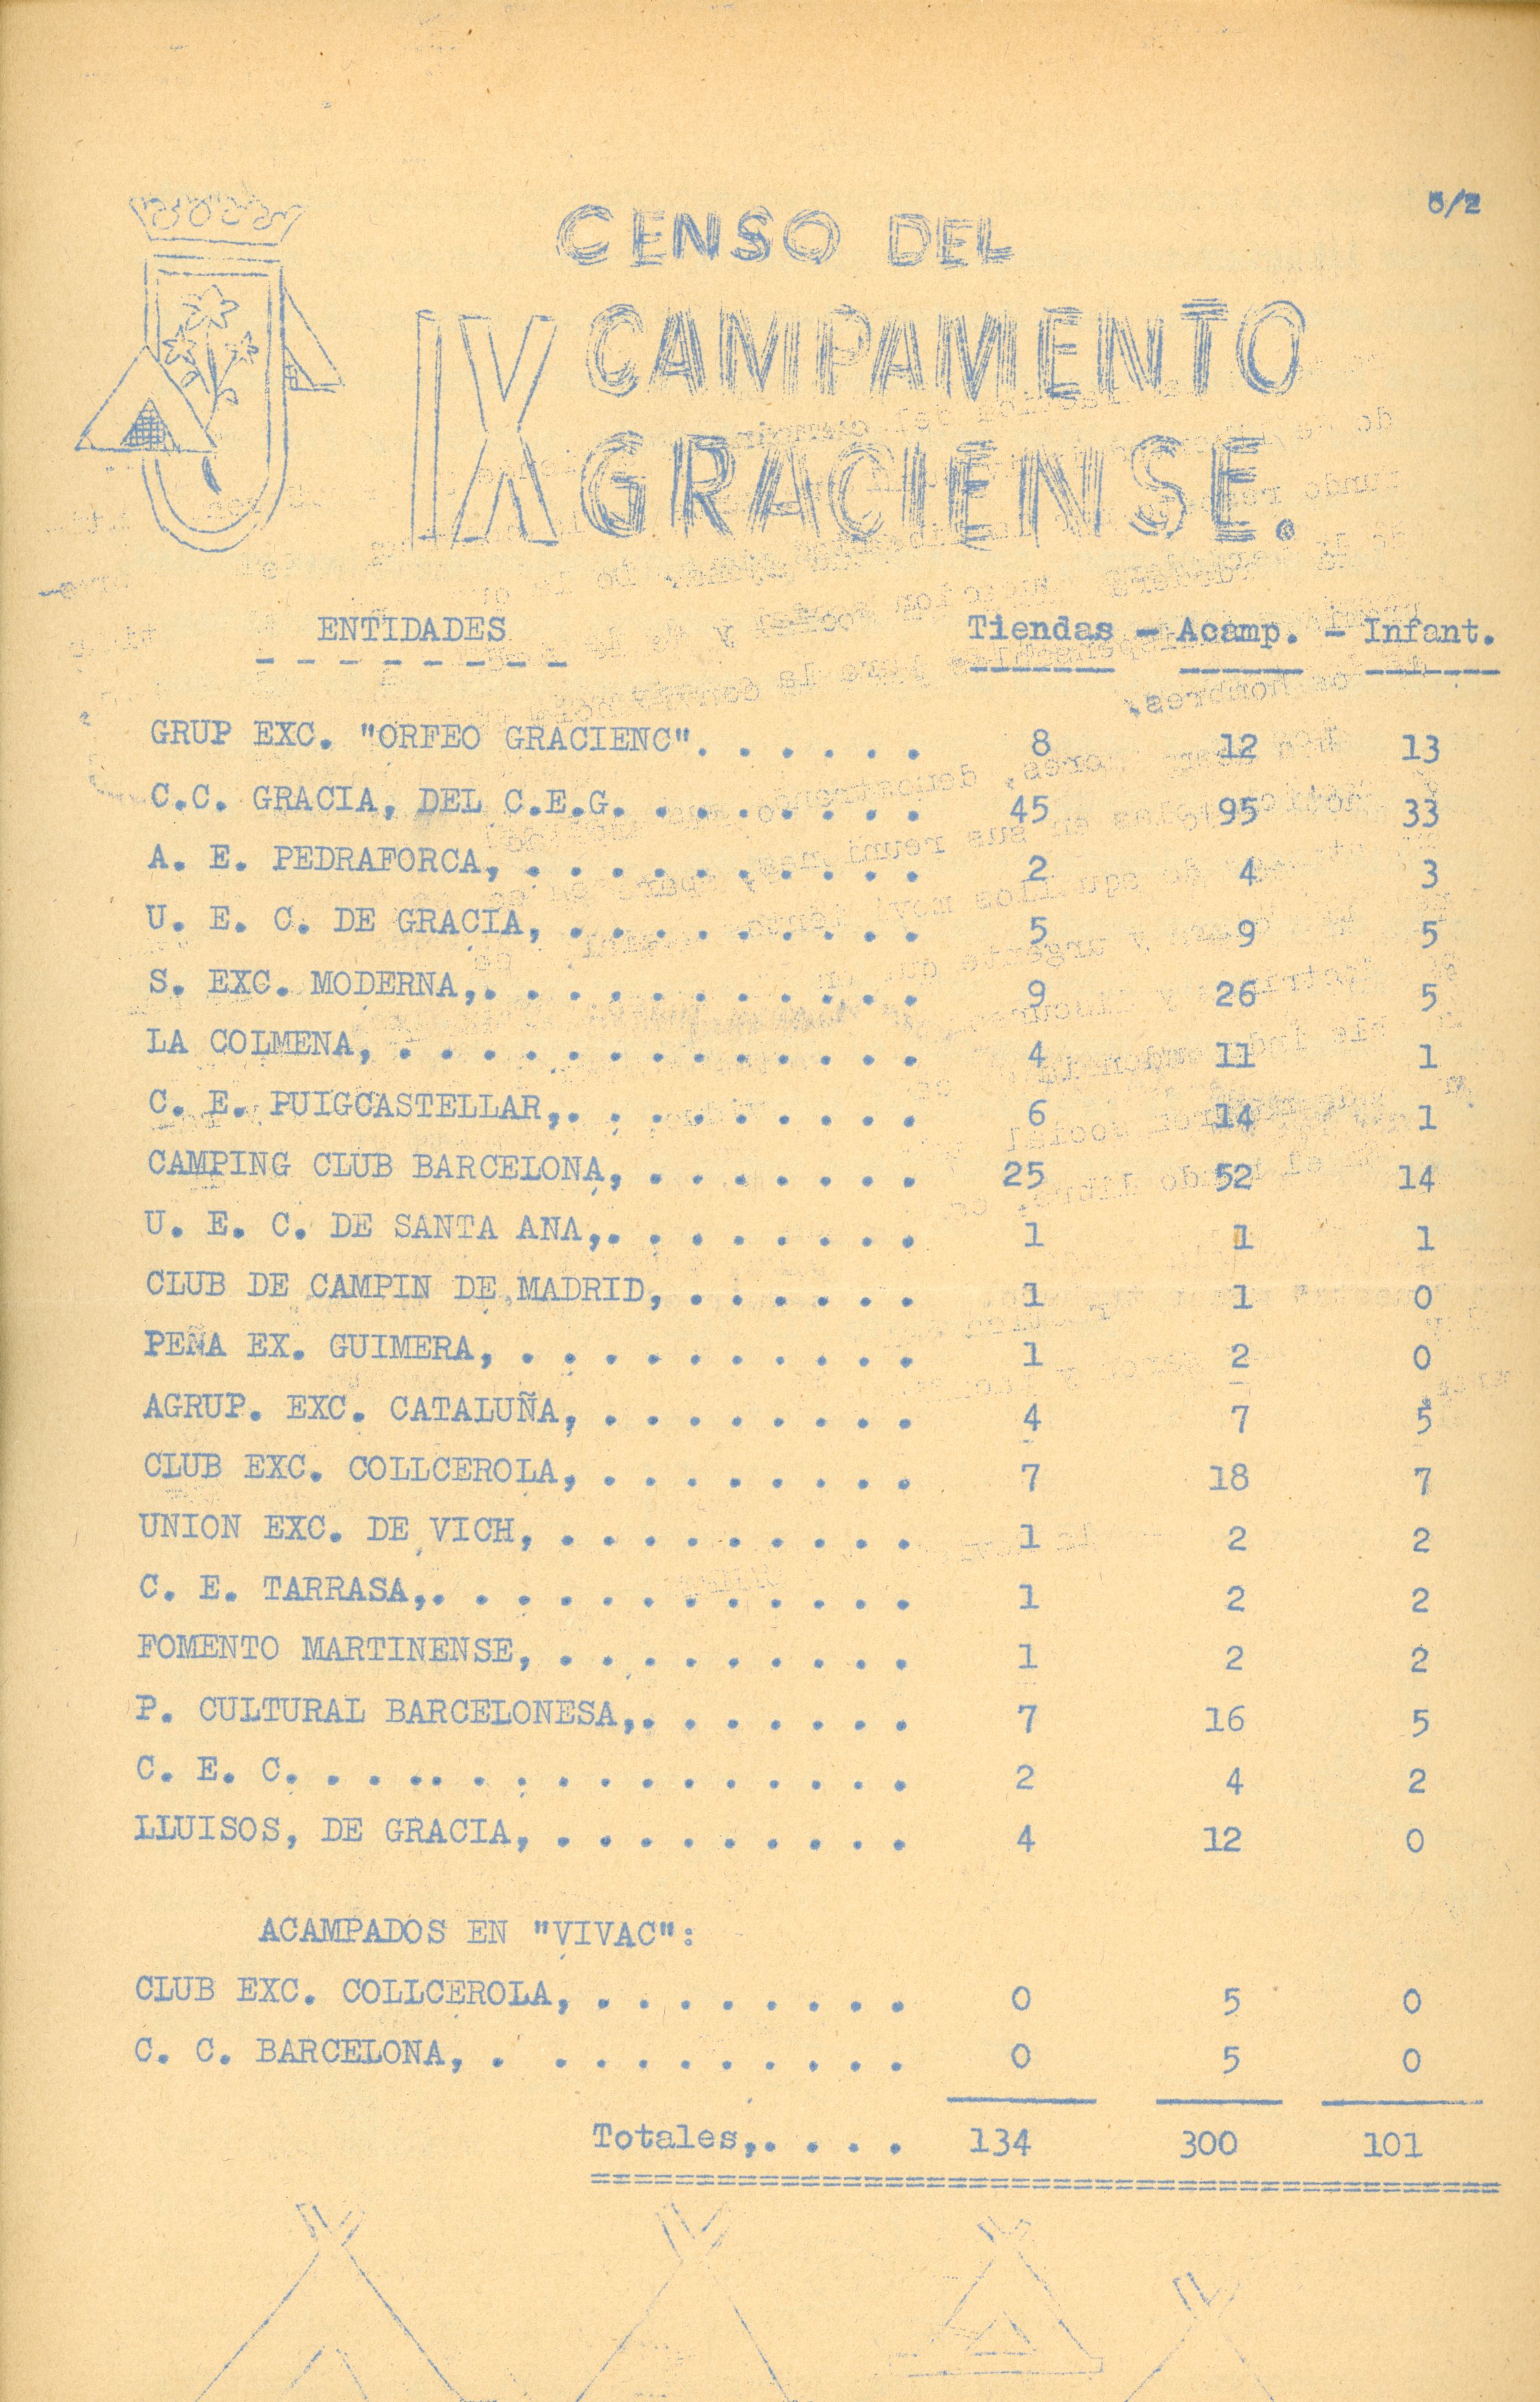 5/2
CENSO DEL
IX CAMPAMENTO
GRACIENSE.
ENTIDADES Tiendas - Acamp. - Infant.
GRUP EXC. "ORFEO GRACIENC". . . . . . 8 12 13
C.C. GRACIA, DEL C.E.G. . . . . . . . 45 95 33
A. E. PEDRAFORCA, . . . . . . . . . . 2 4 3
U. E. C. DE GRACIA, . . . . . . . . . 5 9 5
S. EXC. MODERNA,. . . . . . . . . . . 9 26 5
LA COLMENA, . . . . . . . . . . . . . 4 11 1
C. E. PUIGCASTELLAR,. . . . . . . . . 6 14 1
CAMPING CLUB BARCELONA, . . . . . . . 25 52 14
U. E. C. DE SANTA ANA,. . . . . . . . 1 1 1
CLUB DE CAMPIN DE MADRID, . . . . . . 1 1 0
PEÑA EX. GUIMERA, . . . . . . . . . . 1 2 0
AGRUP. EXC. CATALUÑA, . . . . . . . . 4 7 5
CLUB EXC. COLLCEROLA, . . . . . . . . 7 18 7
UNION EXC. DE VICH, . . . . . . . . . 1 2 2
C. E. TARRASA,. . . . . . . . . . . . 1 2 2
FOMENTO MARTINENSE, . . . . . . . . . 1 2 2
P. CULTURAL BARCELONESA,. . . . . . . 7 16 5
C. E. C. . . . .. . . . . . . . . . . . 2 4 2
LLUISOS, DE GRACIA, . . . . . . . . . 4 12 0
ACAMPADOS EN "VIVAC":
CLUB EXC. COLLCEROLA, . . . . . . . . 0 5 0
C. C. BARCELONA, . . . . . . . . . . 0 5 0
Totales,. . . . 134 300 101